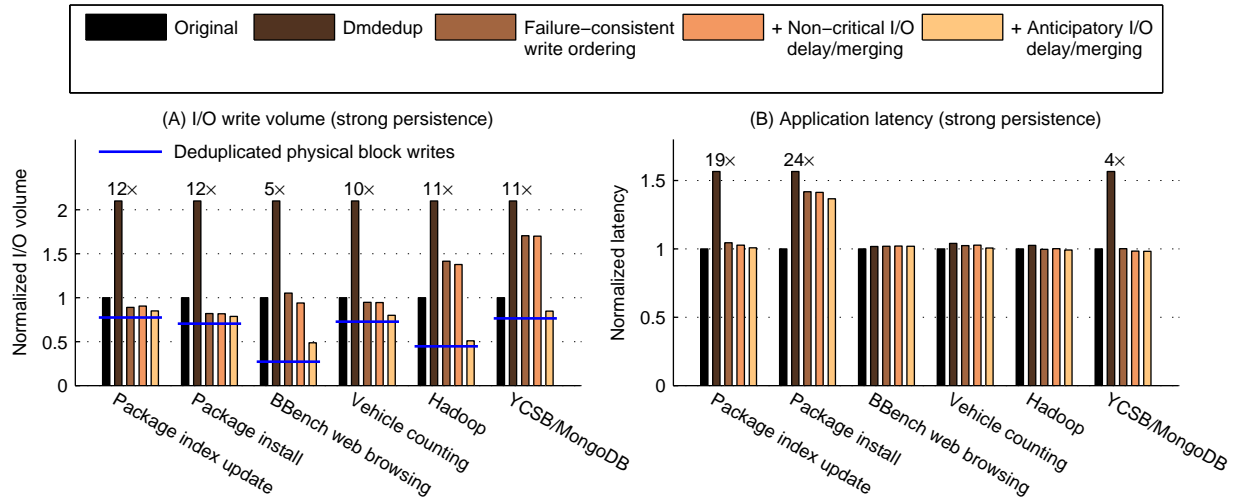 Original
Dmdedup
Failure−consistent
write ordering
+ Non−critical I/O
delay/merging
+ Anticipatory I/O
delay/merging
(A) I/O write volume (strong persistence)
Deduplicated physical block writes
Normalized I/O volume
2
1.5
1
0.5
0
12×
12×
5×
10×
11×
11×
Package index update
Package install
BBench web browsing
Vehicle counting
Hadoop
YCSB/MongoDB
(B) Application latency (strong persistence)
Normalized latency
1.5
1
0.5
0
19×
24×
4×
Package index update
Package install
BBench web browsing
Vehicle counting
Hadoop
YCSB/MongoDB